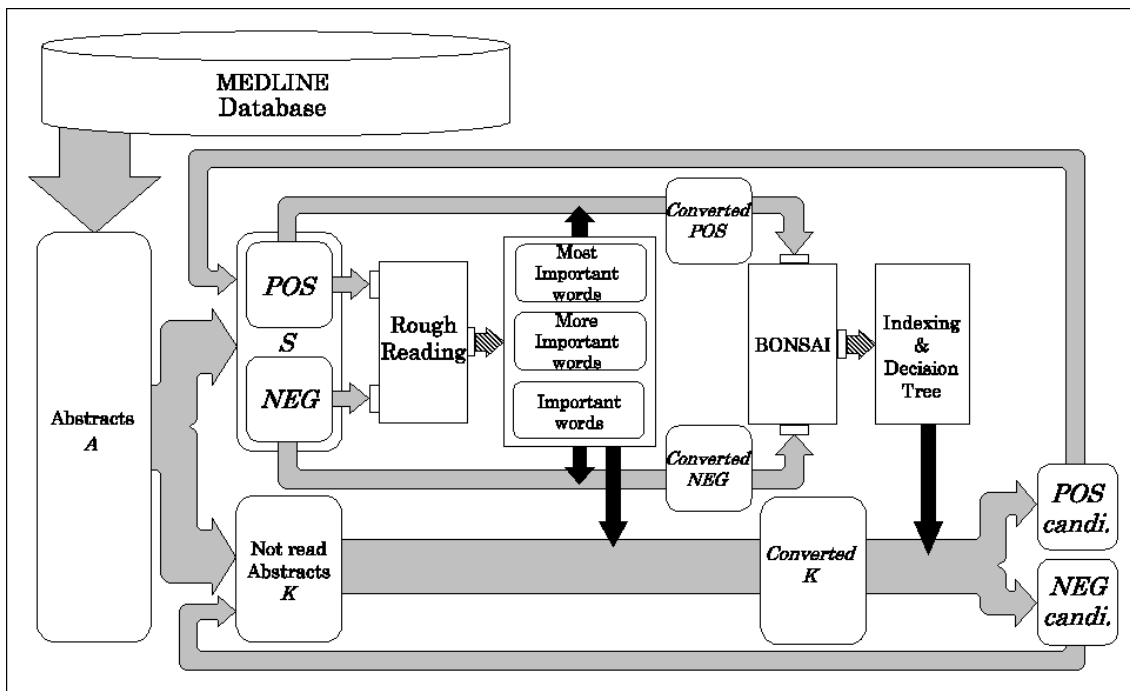 MEDLINE
Database
Abstracts
A
POS
S
NEG
Rough
Reading
Most
Important
words
More
Important
words
Important
words
Converted
POS
Converted
NEG
BONSAI
Indexing
&
Decision
Tree
Not read
Abstracts
K
Converted
K
POS
candi.
NEG
candi.